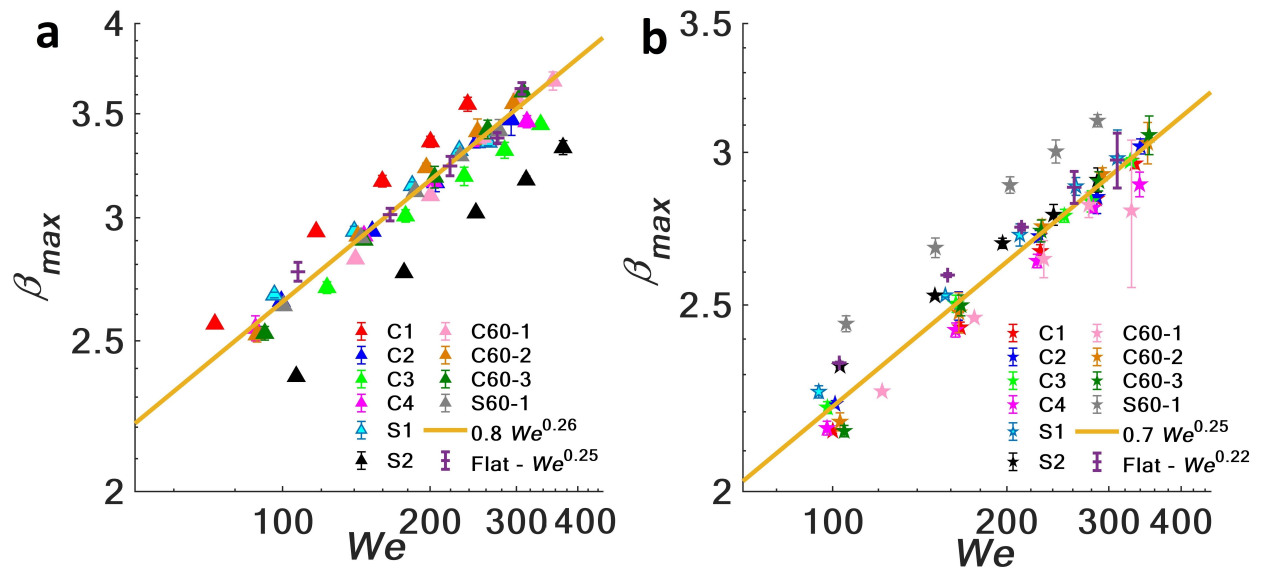 a
4
3.5
3
2.5
2
β max
100
200
300
400
We
C1
C2
C3
C4
S1
S2
C60-1
C60-2
C60-3
S60-1
0.8 We^0.26
Flat - We^0.25
b
3.5
3
2.5
2
β max
100
200
300
400
We
C1
C2
C3
C4
S1
S2
C60-1
C60-2
C60-3
S60-1
0.7 We^0.25
Flat - We^0.22